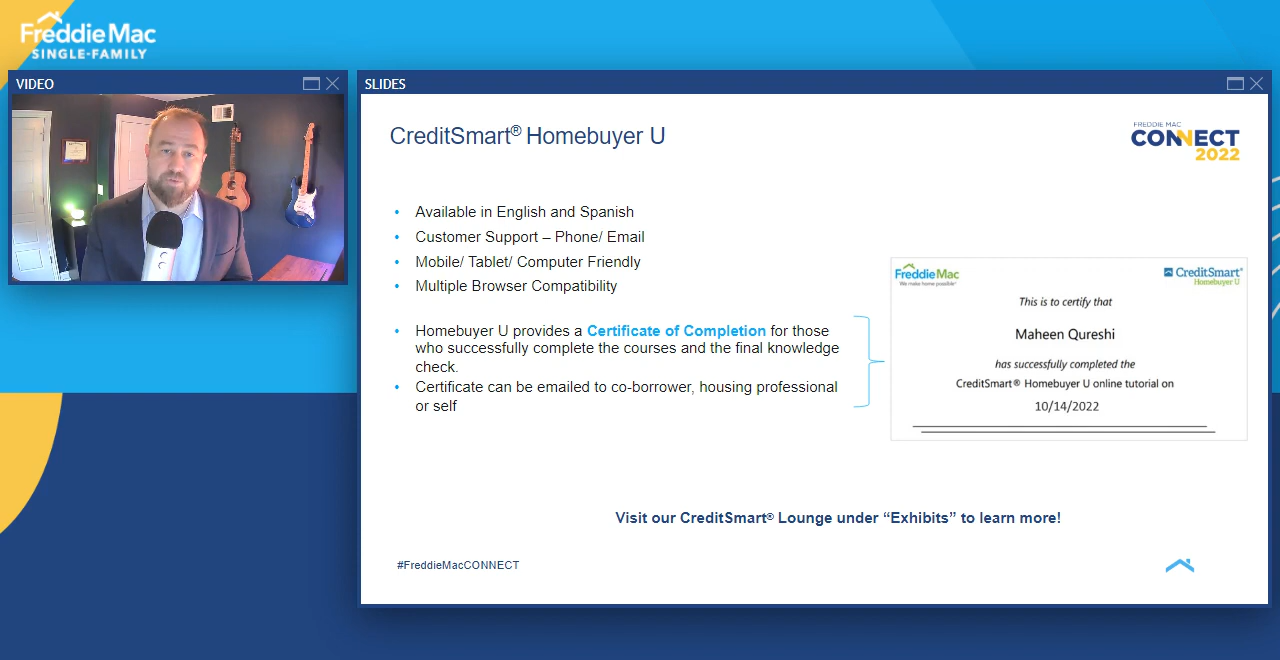 Freddie Mac
SINGLE-FAMILY
VIDEO
SLIDES
CreditSmart® Homebuyer U
FREDDIE MAC
CONNECT
2022
• Available in English and Spanish
• Customer Support – Phone/ Email
• Mobile/ Tablet/ Computer Friendly
• Multiple Browser Compatibility
• Homebuyer U provides a Certificate of Completion for those
who successfully complete the courses and the final knowledge
check.
• Certificate can be emailed to co-borrower, housing professional
or self
Freddie Mac
We make home possible®
CreditSmart®
Homebuyer U
This is to certify that
Maheen Qureshi
has successfully completed the
CreditSmart® Homebuyer U online tutorial on
10/14/2022
Visit our CreditSmart® Lounge under “Exhibits” to learn more!
#FreddieMacCONNECT